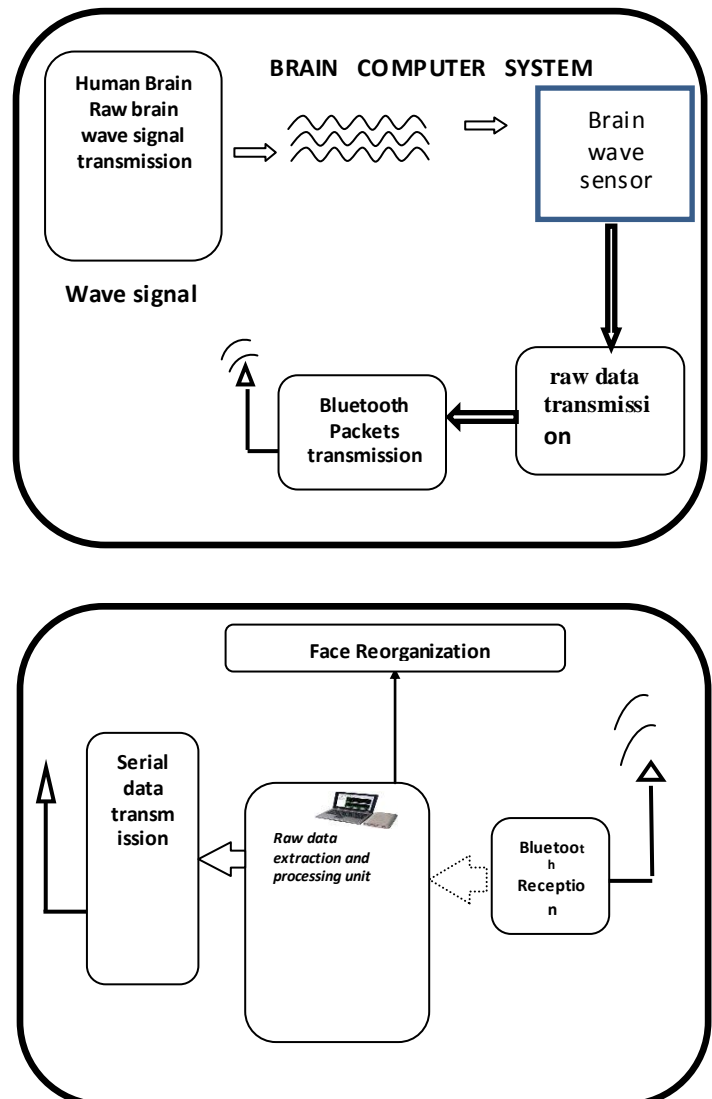 BRAIN COMPUTER SYSTEM
Human Brain
Raw brain
wave signal
transmission
Brain
wave
sensor
Wave signal
raw data
transmissi
on
Bluetooth
Packets
transmission
Face Reorganization
Serial
data
transm
ission
Raw data
extraction and
processing unit
Bluetoot
h
Receptio
n